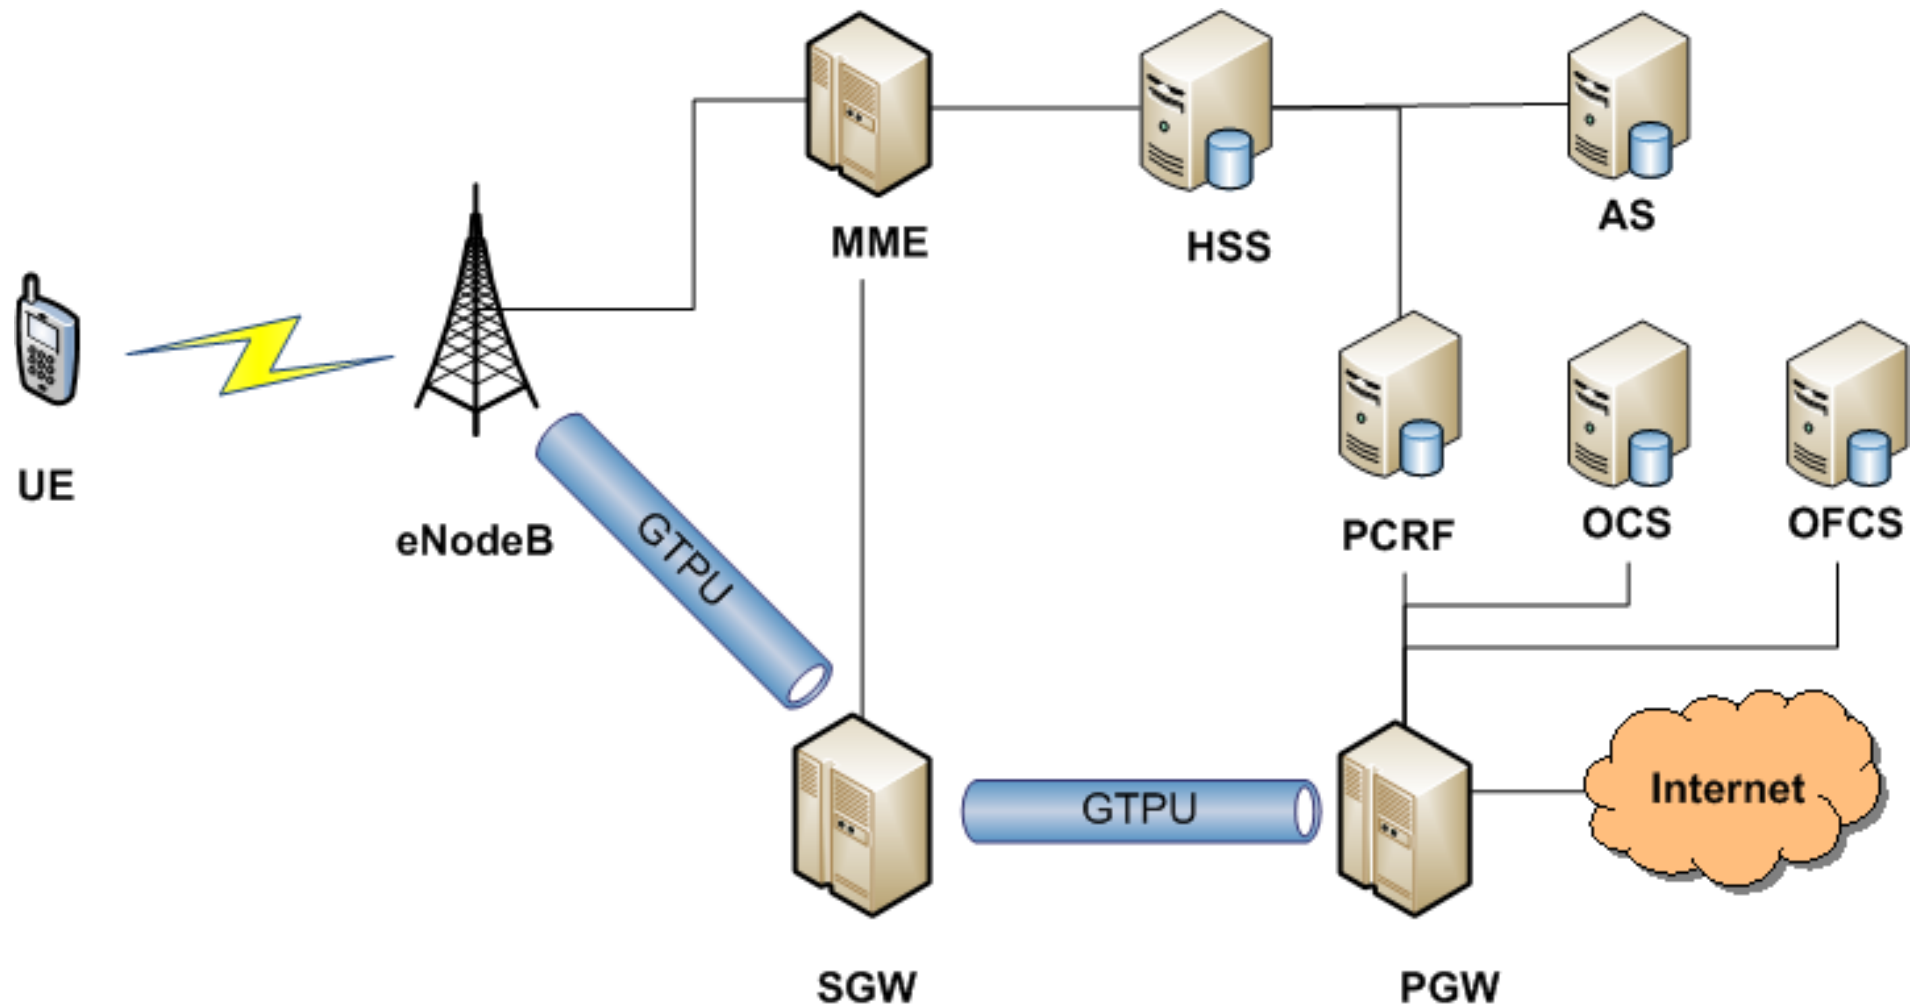 MME
HSS
AS
UE
eNodeB
GTPU
PCRF
OCS
OFCS
Internet
GTPU
SGW
PGW